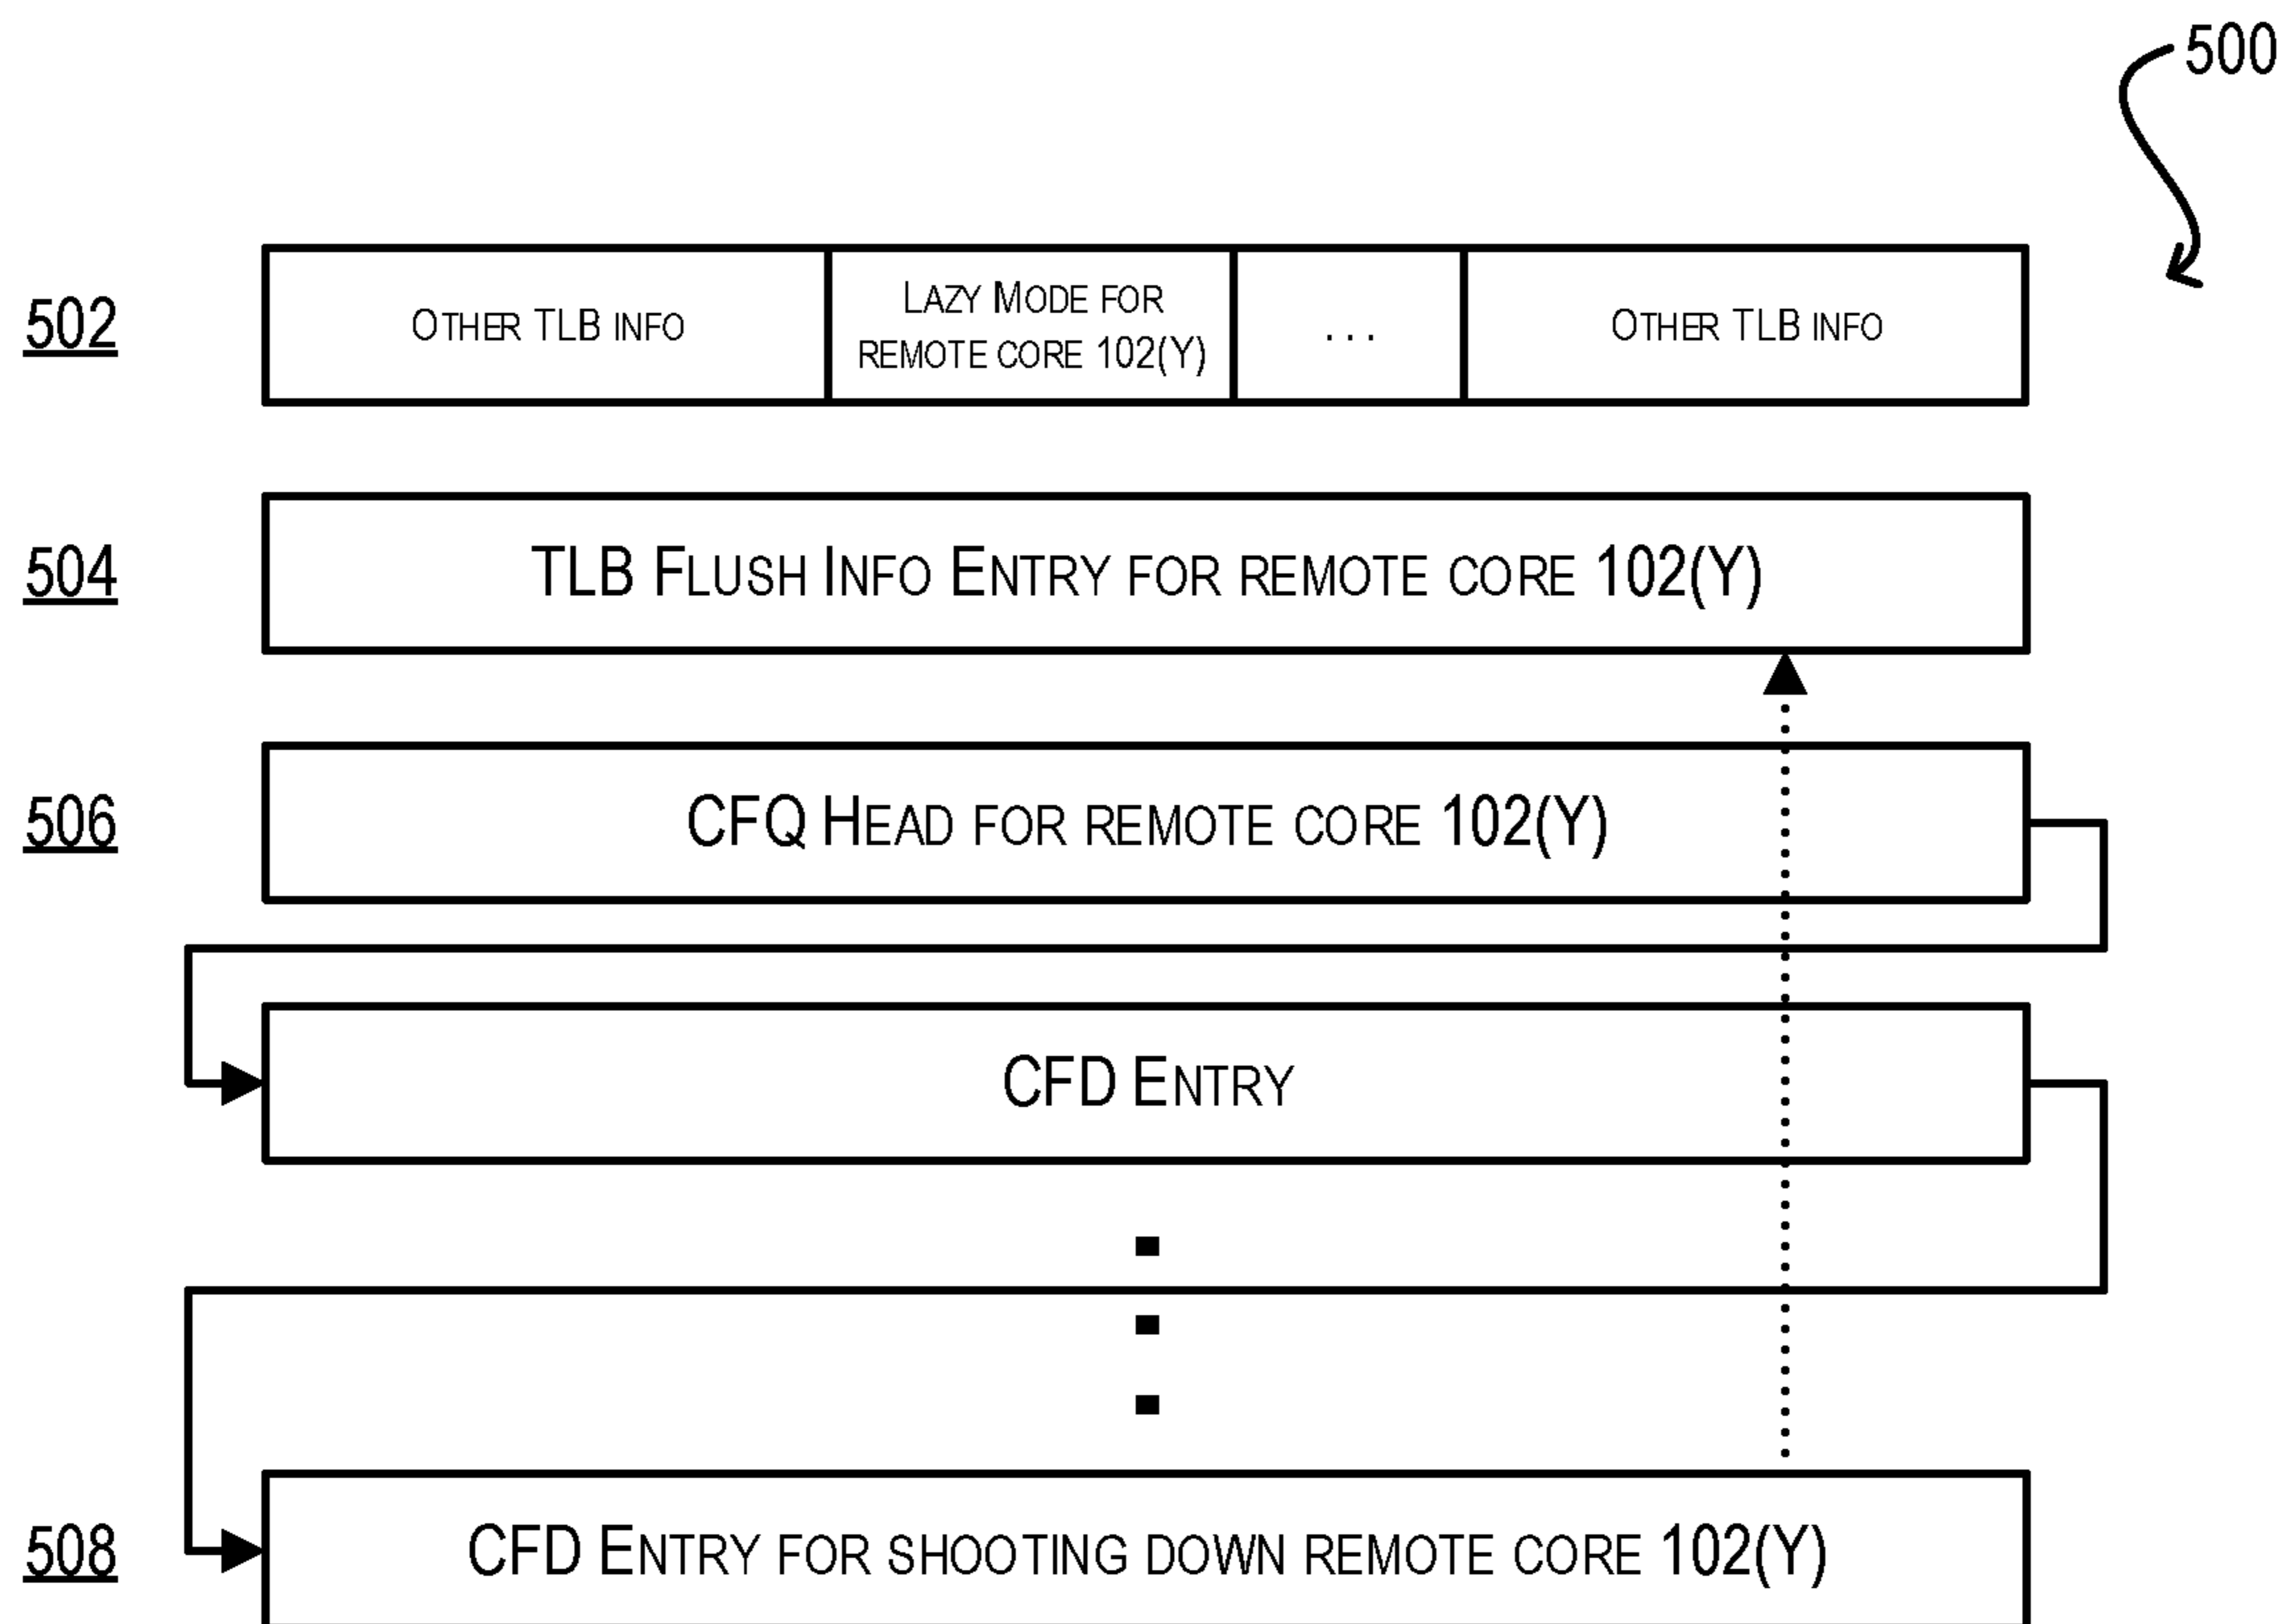 500
502
OTHER TLB INFO
LAZY MODE FOR
REMOTE CORE 102(Y)
...
OTHER TLB INFO
504
TLB FLUSH INFO ENTRY FOR REMOTE CORE 102(Y)
506
CFQ HEAD FOR REMOTE CORE 102(Y)
CFD ENTRY
508
CFD ENTRY FOR SHOOTING DOWN REMOTE CORE 102(Y)